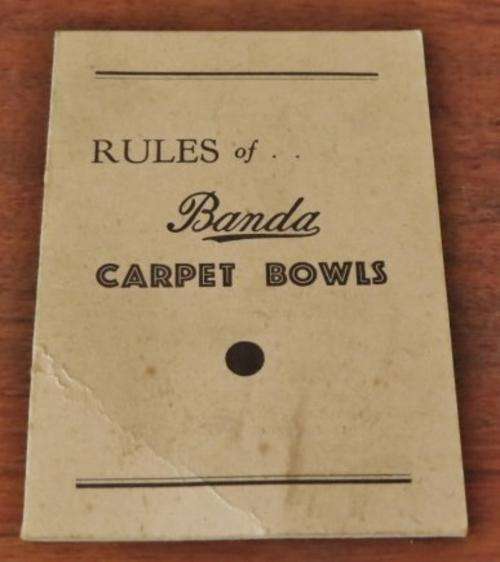 RULES of . .
Banda
CARPET BOWLS